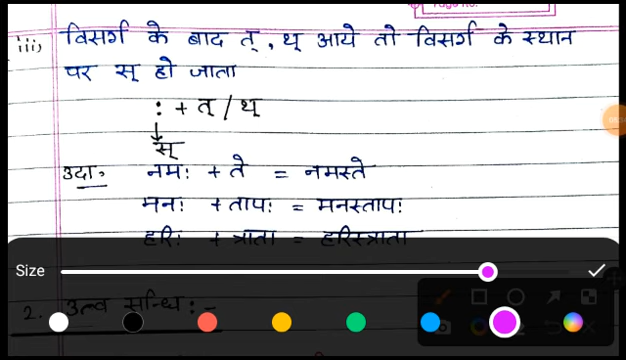 iii) विसर्ग के बाद त्, थ् आये तो विसर्ग के स्थान
पर स् हो जाता
: + त् / थ्
↓
स्
उदा॰ नमः + ते = नमस्ते
मनः + तापः = मनस्तापः
हरिः + त्राता = हरिस्त्राता
Size
2. उत्व सन्धि : -